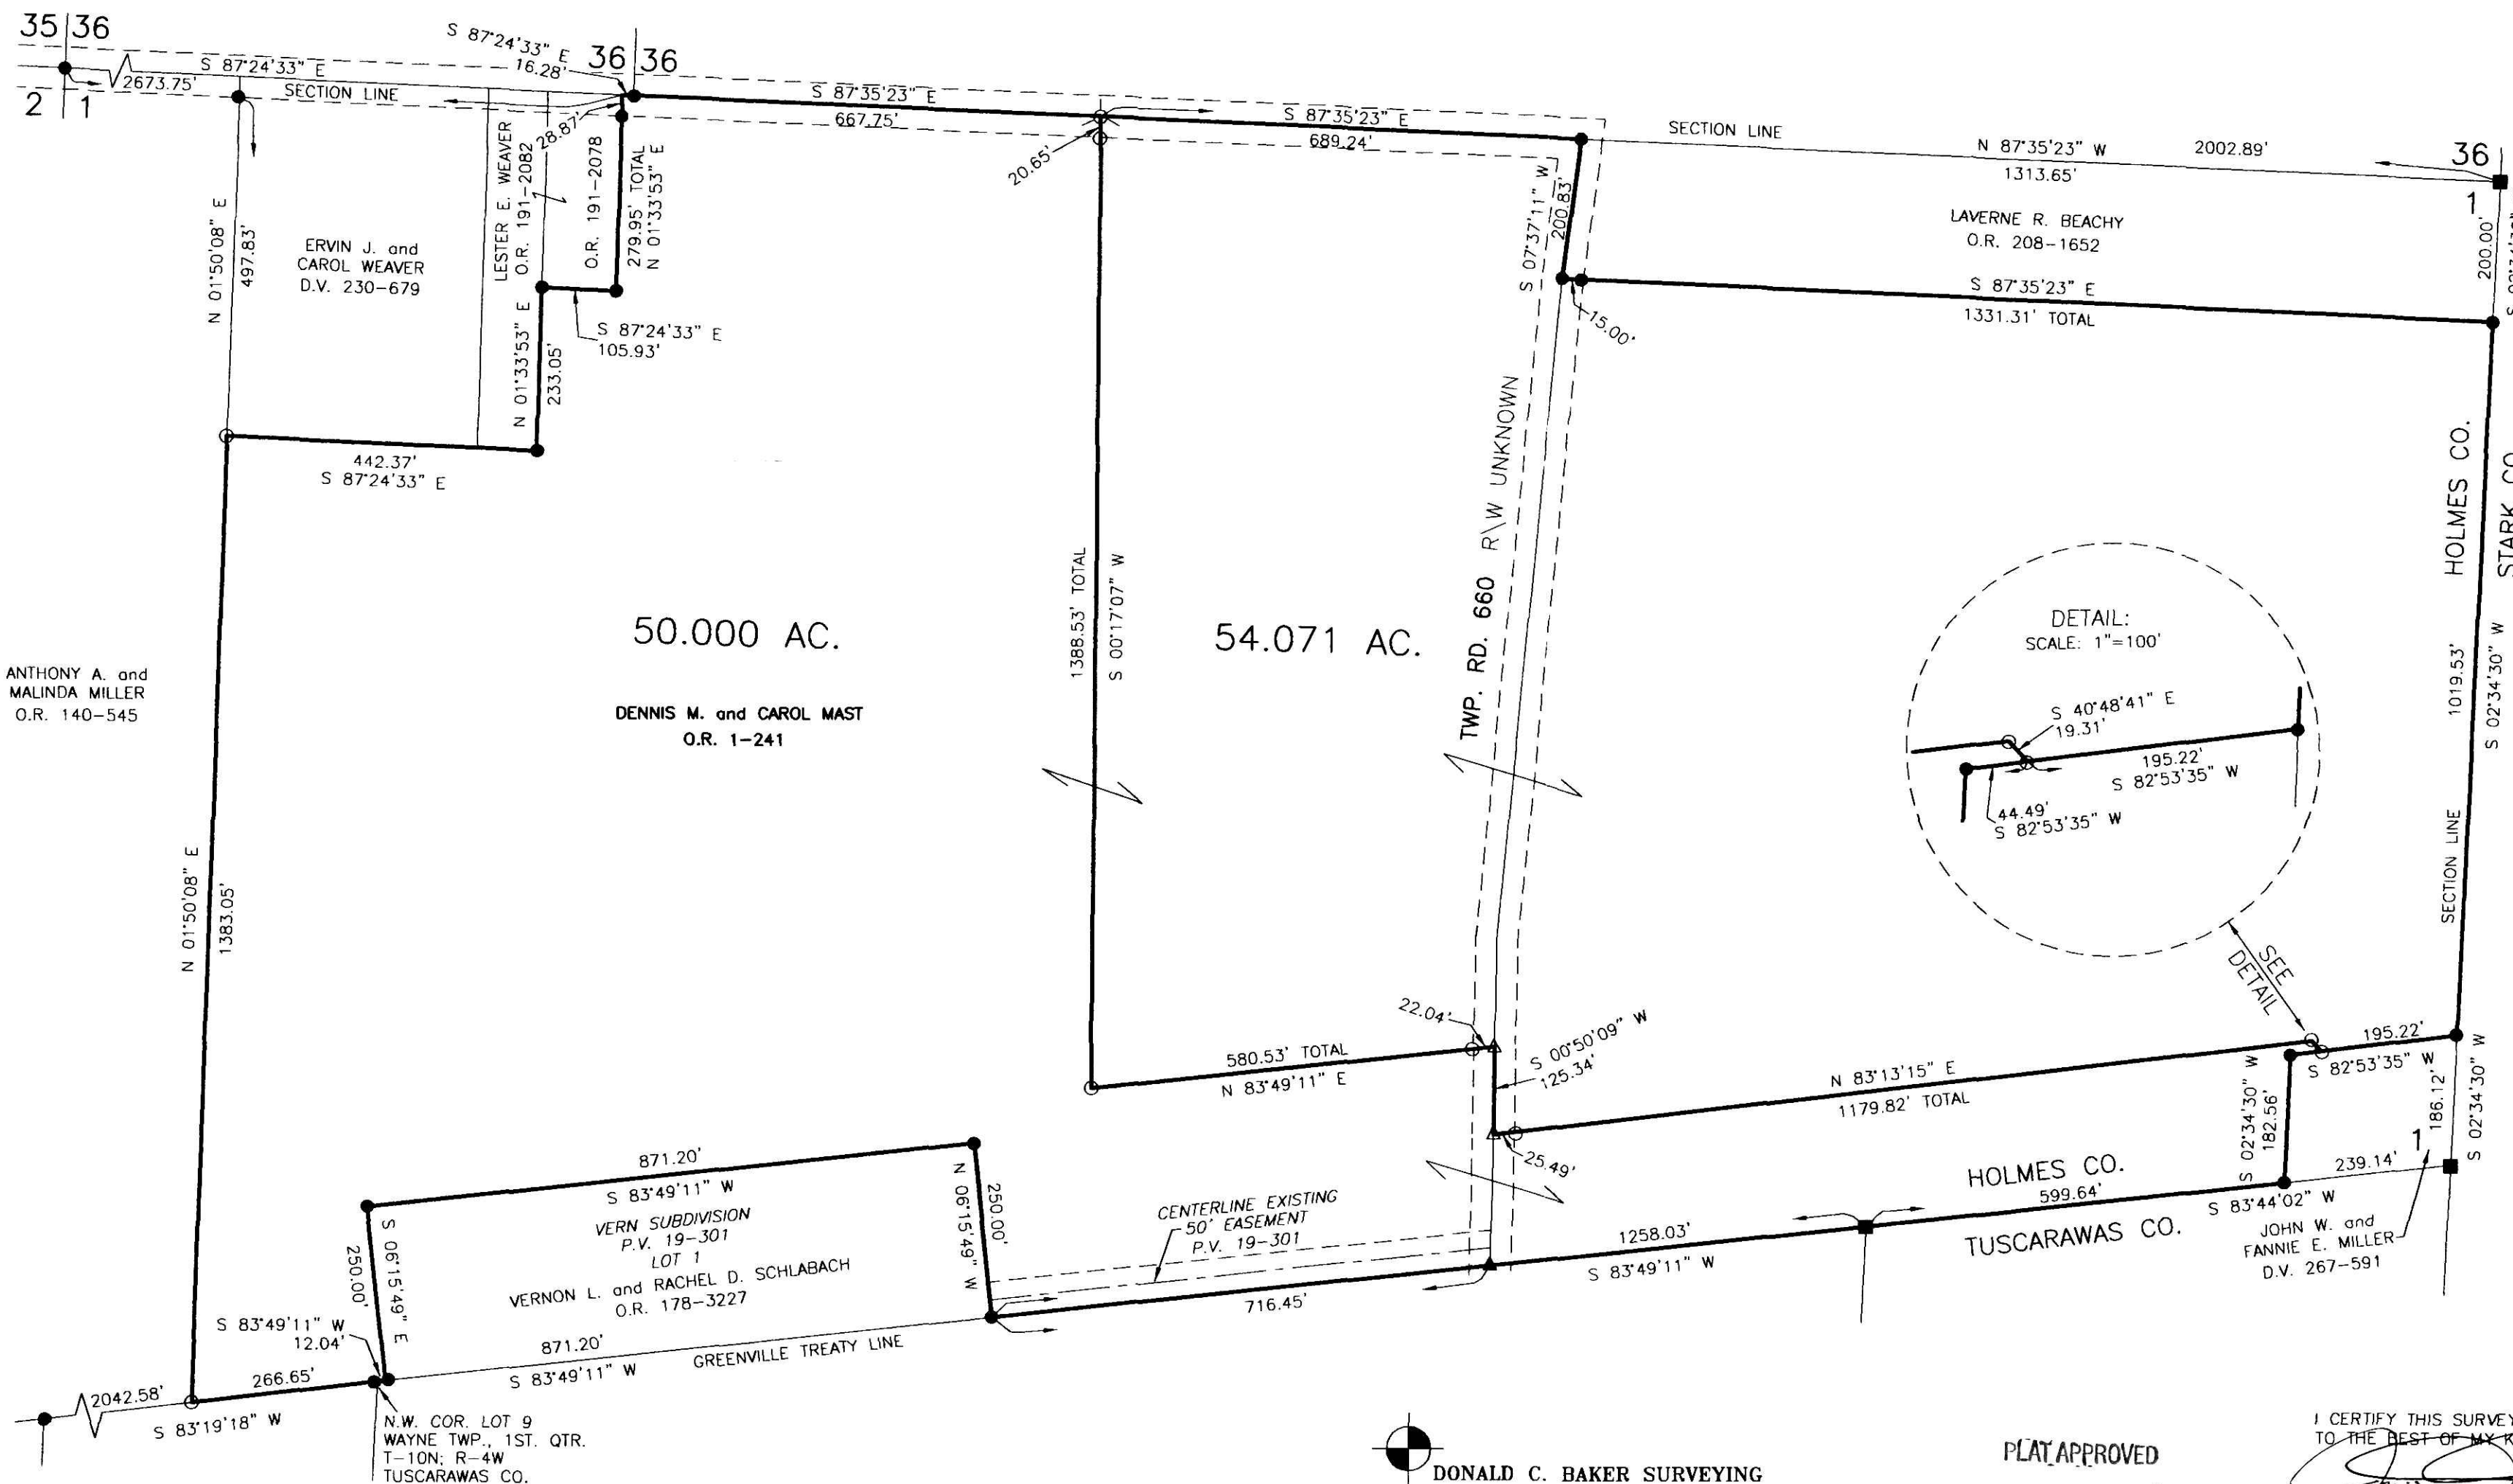 35 36
2 1
S 87°24'33" E
2673.75'
SECTION LINE
S 87°24'33" E
16.28'
36 36
28.87'
S 87°35'23" E
667.75'
S 87°35'23" E
689.24'
20.65'
SECTION LINE
N 87°35'23" W 2002.89'
1313.65'
36
1
LAVERNE R. BEACHY
O.R. 208-1652
200.00'
N 01°50'08" E
497.83'
ERVIN J. and
CAROL WEAVER
D.V. 230-679
LESTER E. WEAVER
O.R. 191-2082
O.R. 191-2078
279.95' TOTAL
N 01°33'53" E
S 87°24'33" E
105.93'
N 01°33'53" E
233.05'
442.37'
S 87°24'33" E
S 07°37'11" W
200.83'
15.00'
S 87°35'23" E
1331.31' TOTAL
ANTHONY A. and
MALINDA MILLER
O.R. 140-545
50.000 AC.
DENNIS M. and CAROL MAST
O.R. 1-241
1388.53' TOTAL
S 00°17'07" W
54.071 AC.
TWP. RD. 660 R\W UNKNOWN
HOLMES CO.
STARK CO.
1019.53'
S 02°34'30" W
SECTION LINE
DETAIL:
SCALE: 1"=100'
S 40°48'41" E
19.31'
195.22'
S 82°53'35" W
44.49'
S 82°53'35" W
SEE
DETAIL
N 01°50'08" E
1383.05'
22.04'
580.53' TOTAL
N 83°49'11" E
S 00°50'09" W
125.34'
25.49'
N 83°13'15" E
1179.82' TOTAL
195.22'
S 82°53'35" W
S 02°34'30" W
182.56'
186.12'
S 02°34'30" W
1
239.14'
HOLMES CO.
599.64'
S 83°44'02" W
TUSCARAWAS CO.
JOHN W. and
FANNIE E. MILLER
D.V. 267-591
1258.03'
S 83°49'11" W
871.20'
S 83°49'11" W
VERN SUBDIVISION
P.V. 19-301
LOT 1
VERNON L. and RACHEL D. SCHLABACH
O.R. 178-3227
N 06°15'49" W
250.00'
S 06°15'49" E
250.00'
CENTERLINE EXISTING
50' EASEMENT
P.V. 19-301
716.45'
S 83°49'11" W
12.04'
871.20'
S 83°49'11" W
GREENVILLE TREATY LINE
2042.58'
266.65'
S 83°19'18" W
N.W. COR. LOT 9
WAYNE TWP., 1ST. QTR.
T-10N; R-4W
TUSCARAWAS CO.
DONALD C. BAKER SURVEYING
PLAT APPROVED
I CERTIFY THIS SURVEY
TO THE BEST OF MY K